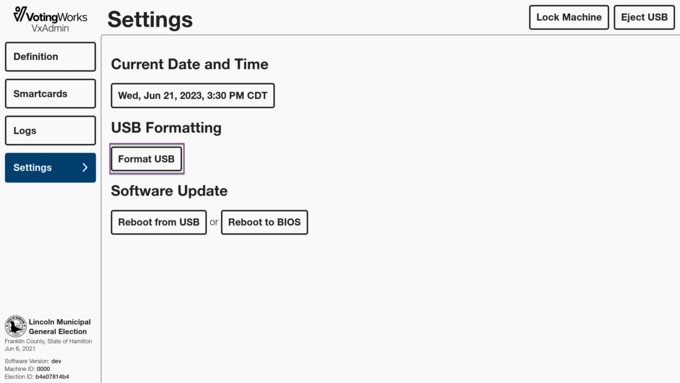 VotingWorks
VxAdmin
Definition
Smartcards
Logs
Settings
Lincoln Municipal
General Election
Franklin County, State of Hamilton
Jun 6, 2021
Software Version: dev
Machine ID: 0000
Election ID: b4e07814b4
Settings
Lock Machine
Eject USB
Current Date and Time
Wed, Jun 21, 2023, 3:30 PM CDT
USB Formatting
Format USB
Software Update
Reboot from USB or Reboot to BIOS